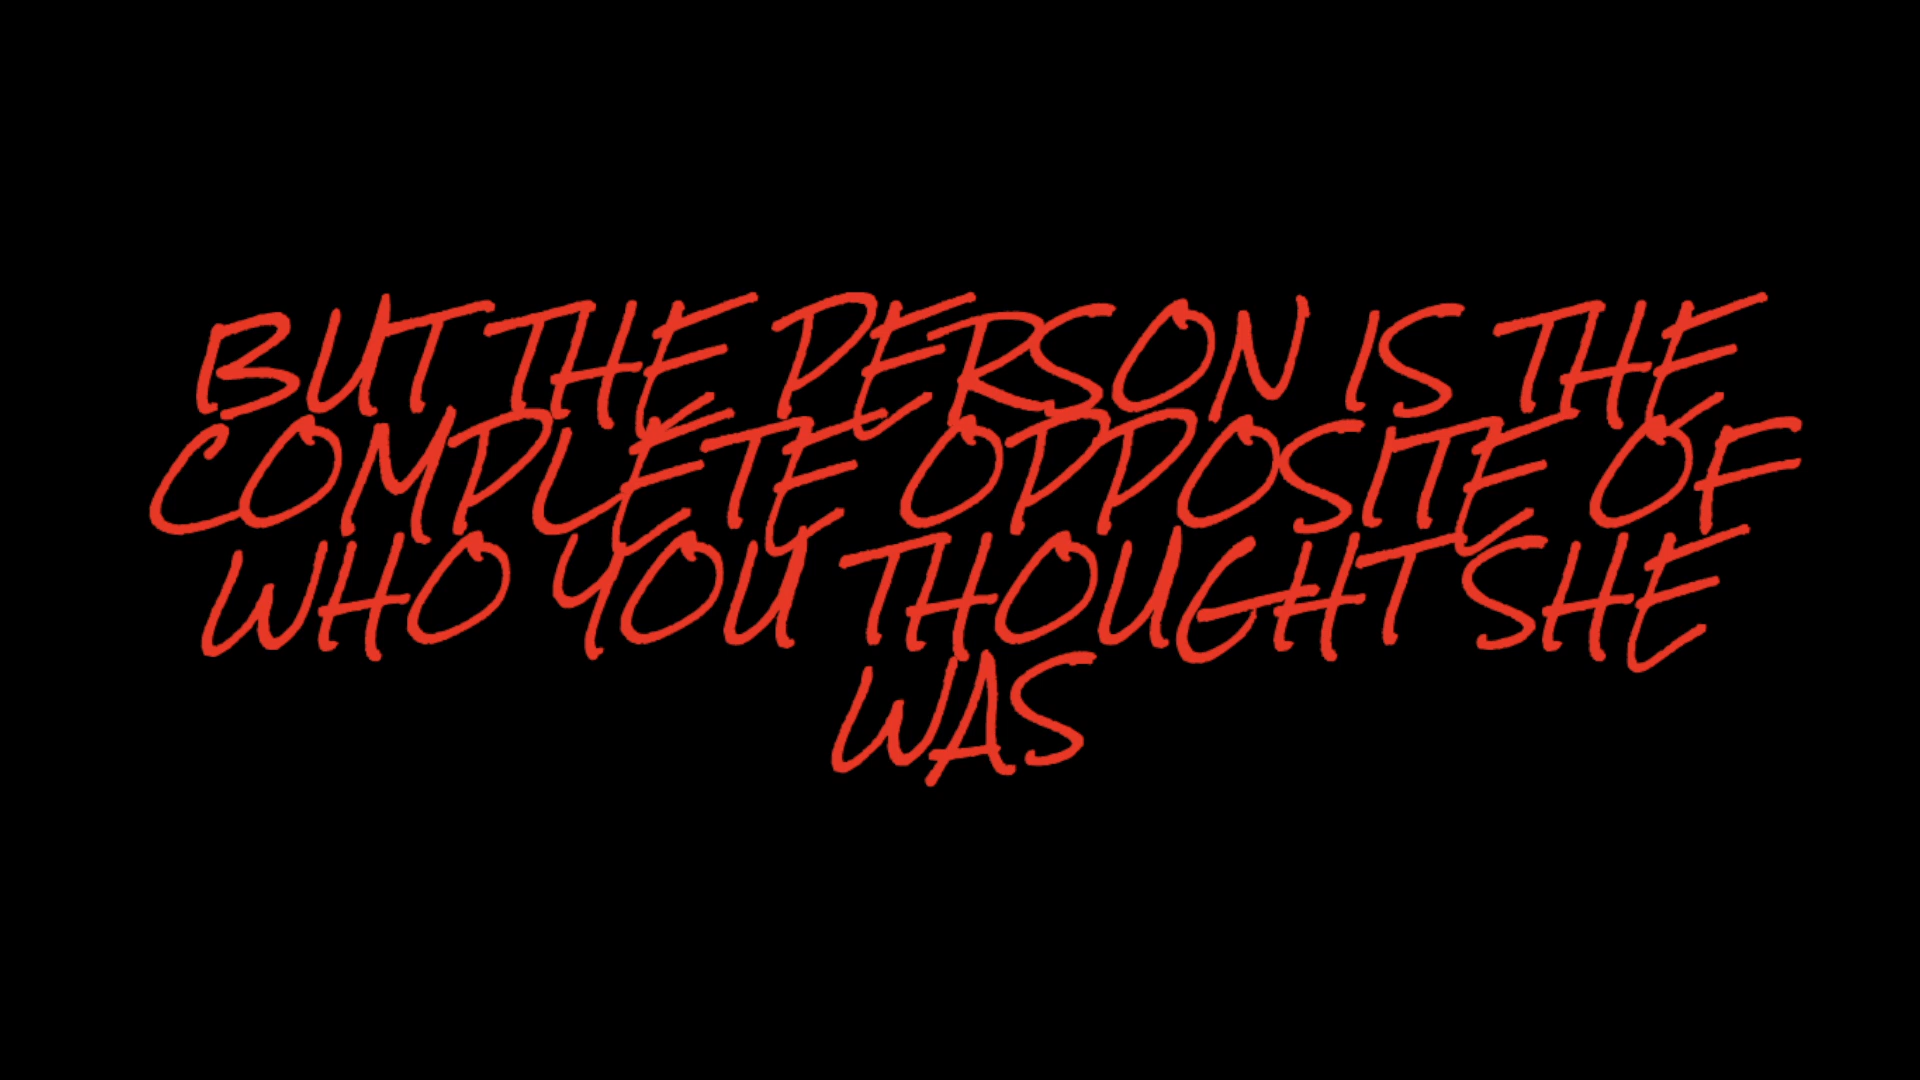 BUT THE PERSON IS THE
COMPLETE OPPOSITE OF
WHO YOU THOUGHT SHE
WAS